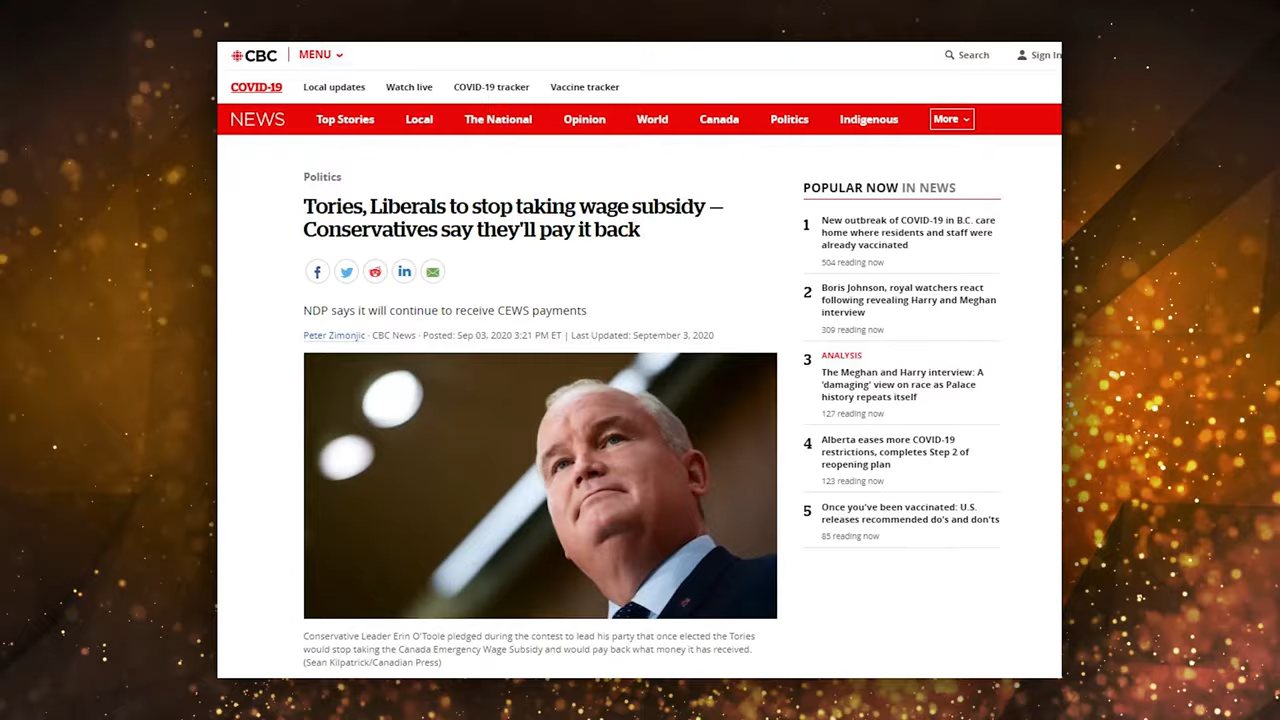 CBC
MENU
Search
Sign In
COVID-19
Local updates
Watch live
COVID-19 tracker
Vaccine tracker
NEWS
Top Stories
Local
The National
Opinion
World
Canada
Politics
Indigenous
More
Politics
Tories, Liberals to stop taking wage subsidy —
Conservatives say they'll pay it back
NDP says it will continue to receive CEWS payments
Peter Zimonjic · CBC News · Posted: Sep 03, 2020 3:21 PM ET | Last Updated: September 3, 2020
Conservative Leader Erin O'Toole pledged during the contest to lead his party that once elected the Tories
would stop taking the Canada Emergency Wage Subsidy and would pay back what money it has received.
(Sean Kilpatrick/Canadian Press)
POPULAR NOW IN NEWS
1
New outbreak of COVID-19 in B.C. care
home where residents and staff were
already vaccinated
504 reading now
2
Boris Johnson, royal watchers react
following revealing Harry and Meghan
interview
309 reading now
3
ANALYSIS
The Meghan and Harry interview: A
'damaging' view on race as Palace
history repeats itself
127 reading now
4
Alberta eases more COVID-19
restrictions, completes Step 2 of
reopening plan
123 reading now
5
Once you've been vaccinated: U.S.
releases recommended do's and don'ts
85 reading now